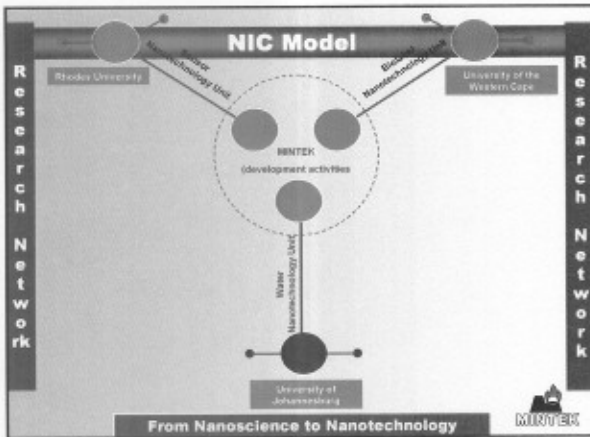 NIC Model
Rhodes University
Sensor
Nanotechnology Unit
Biolabels
Nanotechnology Unit
University of the
Western Cape
MINTEK
(development activities
Water
Nanotechnology Unit
University of
Johannesburg
Research Network
Research Network
From Nanoscience to Nanotechnology
MINTEK